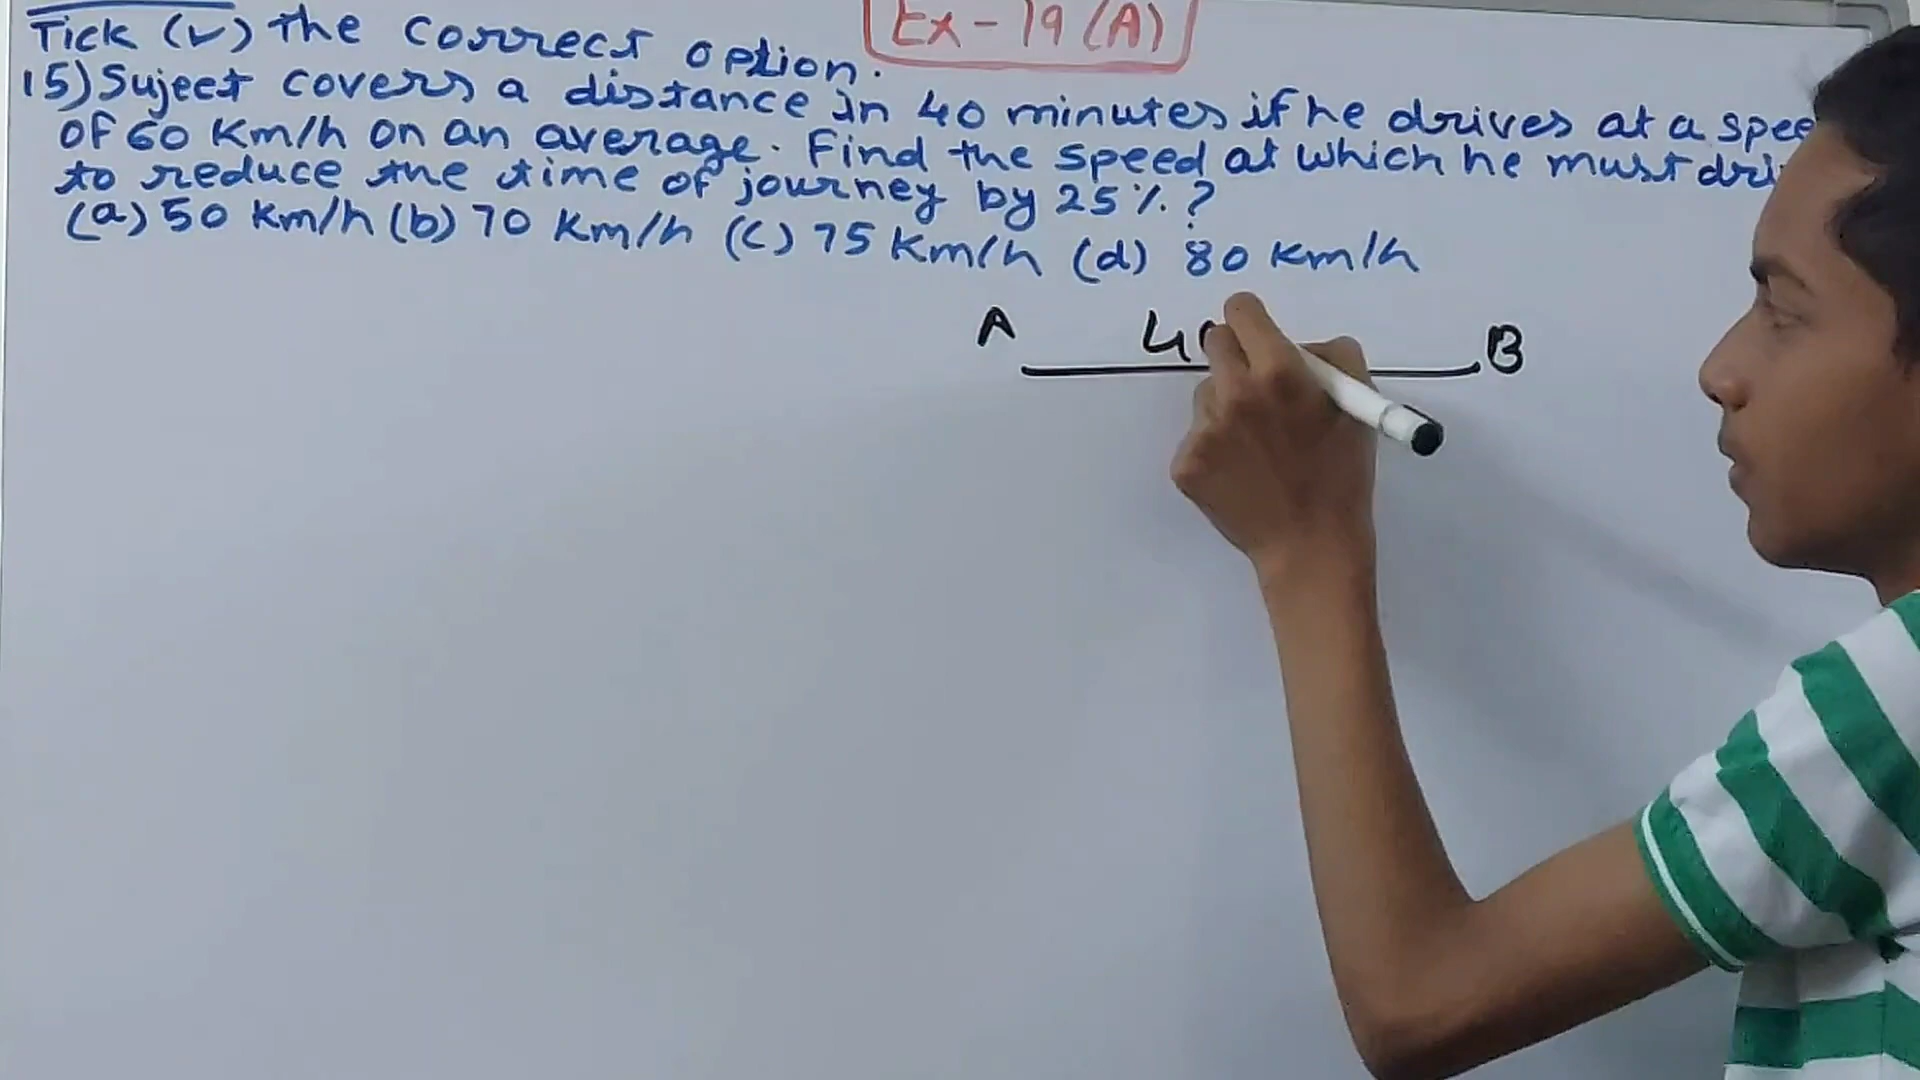 Ex-19(A)
Tick (✓) the correct option.
15) Sujeet covers a distance in 40 minutes if he drives at a spee
of 60 Km/h on an average. Find the speed at which he must dri
to reduce the time of journey by 25%?
(a) 50 Km/h (b) 70 Km/h (c) 75 Km/h (d) 80 Km/h
A 40 B